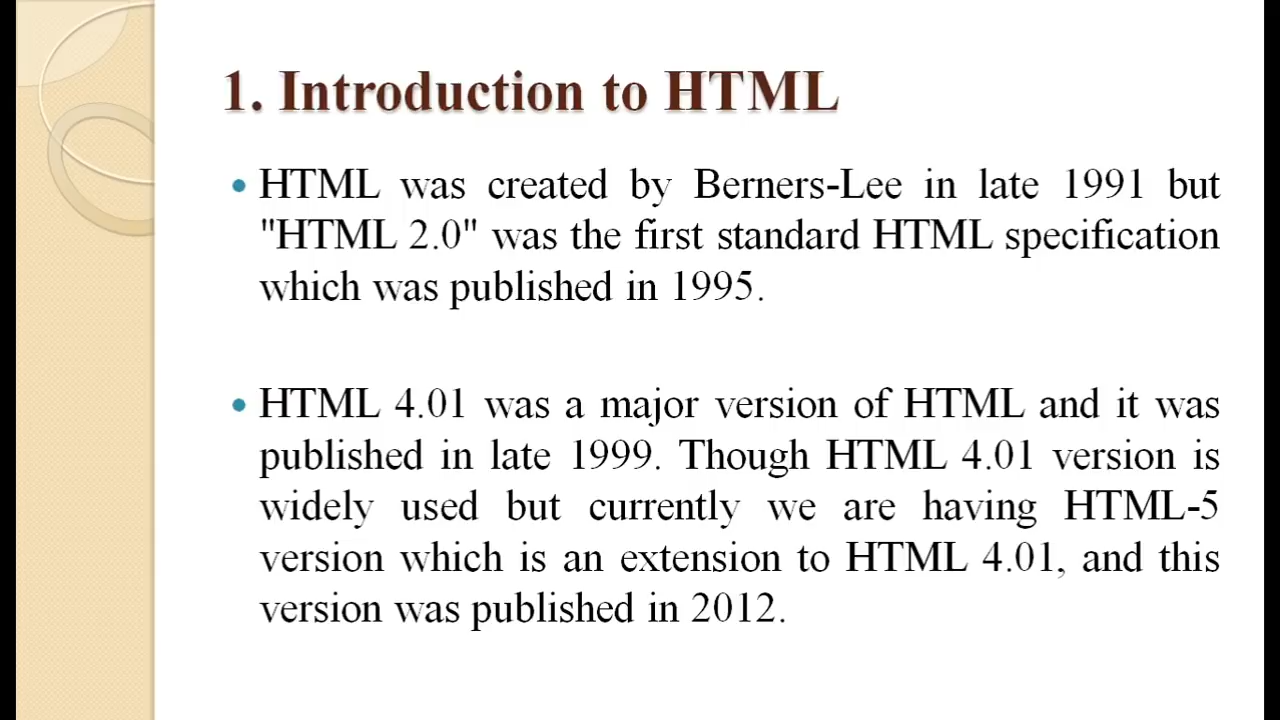 1. Introduction to HTML
• HTML was created by Berners-Lee in late 1991 but
"HTML 2.0" was the first standard HTML specification
which was published in 1995.
• HTML 4.01 was a major version of HTML and it was
published in late 1999. Though HTML 4.01 version is
widely used but currently we are having HTML-5
version which is an extension to HTML 4.01, and this
version was published in 2012.